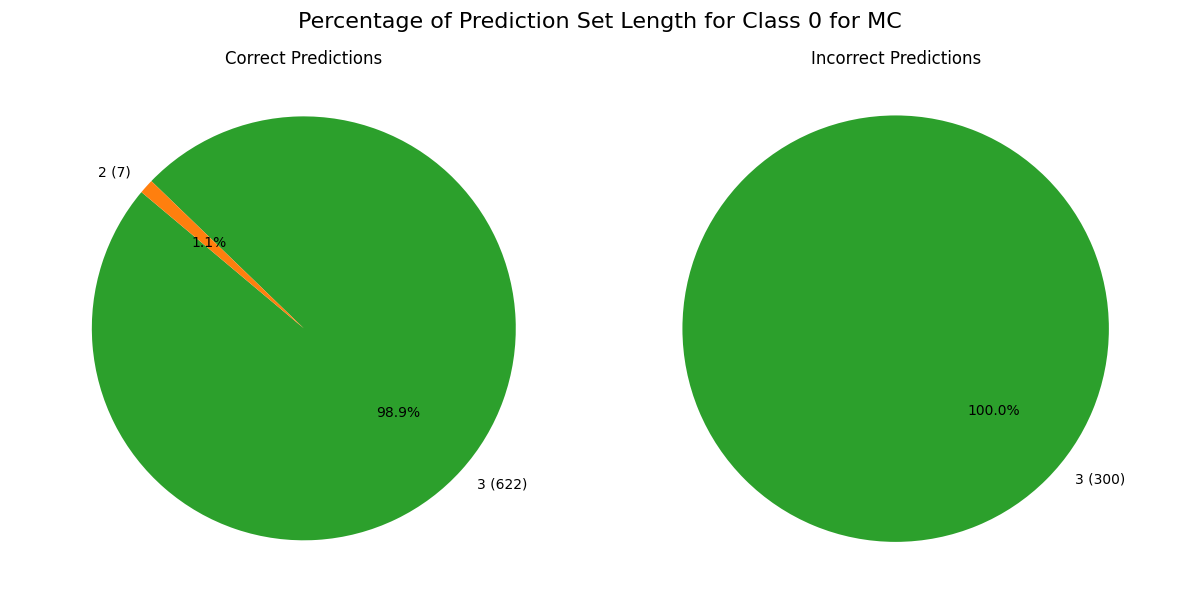 Percentage of Prediction Set Length for Class 0 for MC
Correct Predictions
2 (7)
1.1%
98.9%
3 (622)
Incorrect Predictions
100.0%
3 (300)